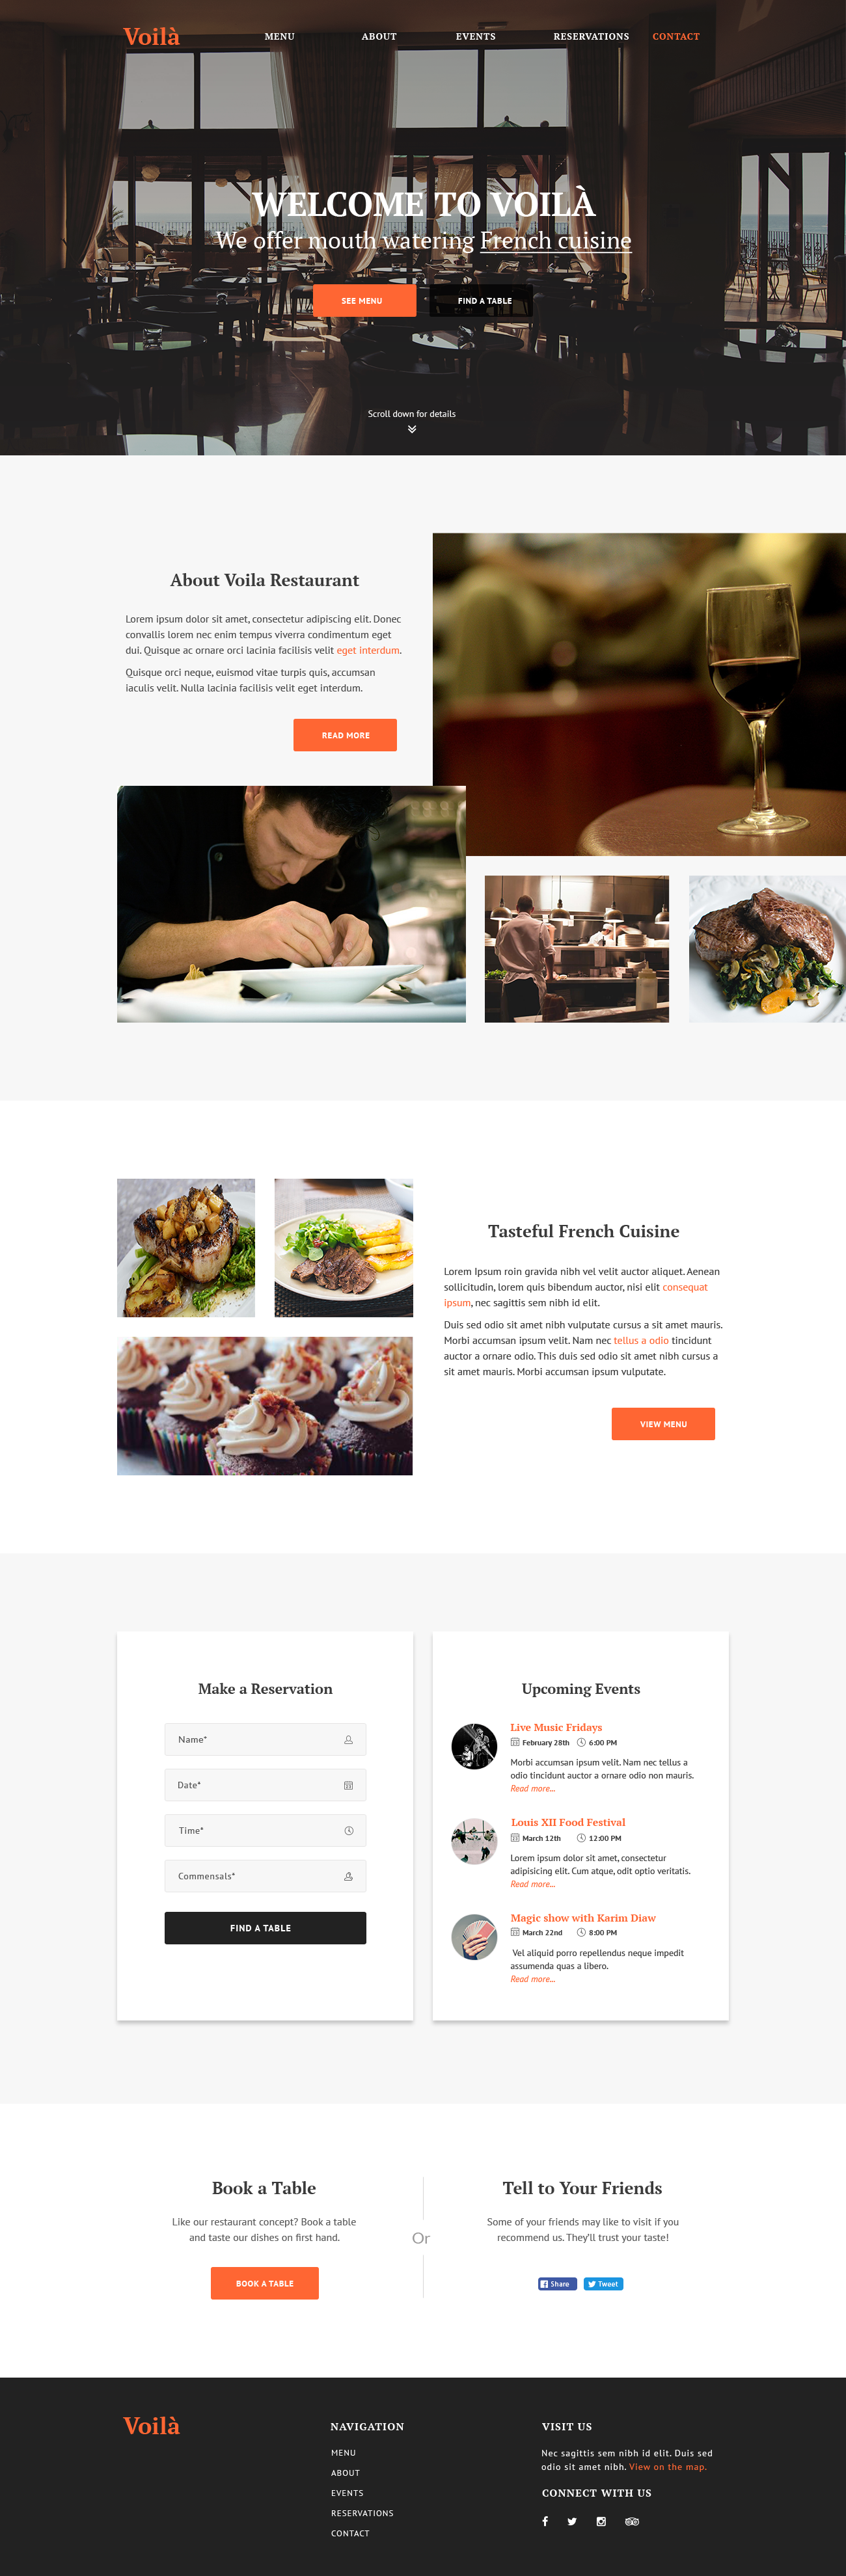 Voilà
MENU
ABOUT
EVENTS
RESERVATIONS
CONTACT
WELCOME TO VOILÀ
We offer mouth watering French cuisine
SEE MENU
FIND A TABLE
Scroll down for details
About Voila Restaurant
Lorem ipsum dolor sit amet, consectetur adipiscing elit. Donec
convallis lorem nec enim tempus viverra condimentum eget
dui. Quisque ac ornare orci lacinia facilisis velit eget interdum.
Quisque orci neque, euismod vitae turpis quis, accumsan
iaculis velit. Nulla lacinia facilisis velit eget interdum.
READ MORE
Tasteful French Cuisine
Lorem Ipsum roin gravida nibh vel velit auctor aliquet. Aenean
sollicitudin, lorem quis bibendum auctor, nisi elit consequat
ipsum, nec sagittis sem nibh id elit.
Duis sed odio sit amet nibh vulputate cursus a sit amet mauris.
Morbi accumsan ipsum velit. Nam nec tellus a odio tincidunt
auctor a ornare odio. This duis sed odio sit amet nibh cursus a
sit amet mauris. Morbi accumsan ipsum vulputate.
VIEW MENU
Make a Reservation
Name*
Date*
Time*
Commensals*
FIND A TABLE
Upcoming Events
Live Music Fridays
February 28th 6:00 PM
Morbi accumsan ipsum velit. Nam nec tellus a
odio tincidunt auctor a ornare odio non mauris.
Read more...
Louis XII Food Festival
March 12th 12:00 PM
Lorem ipsum dolor sit amet, consectetur
adipisicing elit. Cum atque, odit optio veritatis.
Read more...
Magic show with Karim Diaw
March 22nd 8:00 PM
Vel aliquid porro repellendus neque impedit
assumenda quas a libero.
Read more...
Book a Table
Like our restaurant concept? Book a table
and taste our dishes on first hand.
BOOK A TABLE
Or
Tell to Your Friends
Some of your friends may like to visit if you
recommend us. They'll trust your taste!
Share
Tweet
Voilà
NAVIGATION
MENU
ABOUT
EVENTS
RESERVATIONS
CONTACT
VISIT US
Nec sagittis sem nibh id elit. Duis sed
odio sit amet nibh. View on the map.
CONNECT WITH US